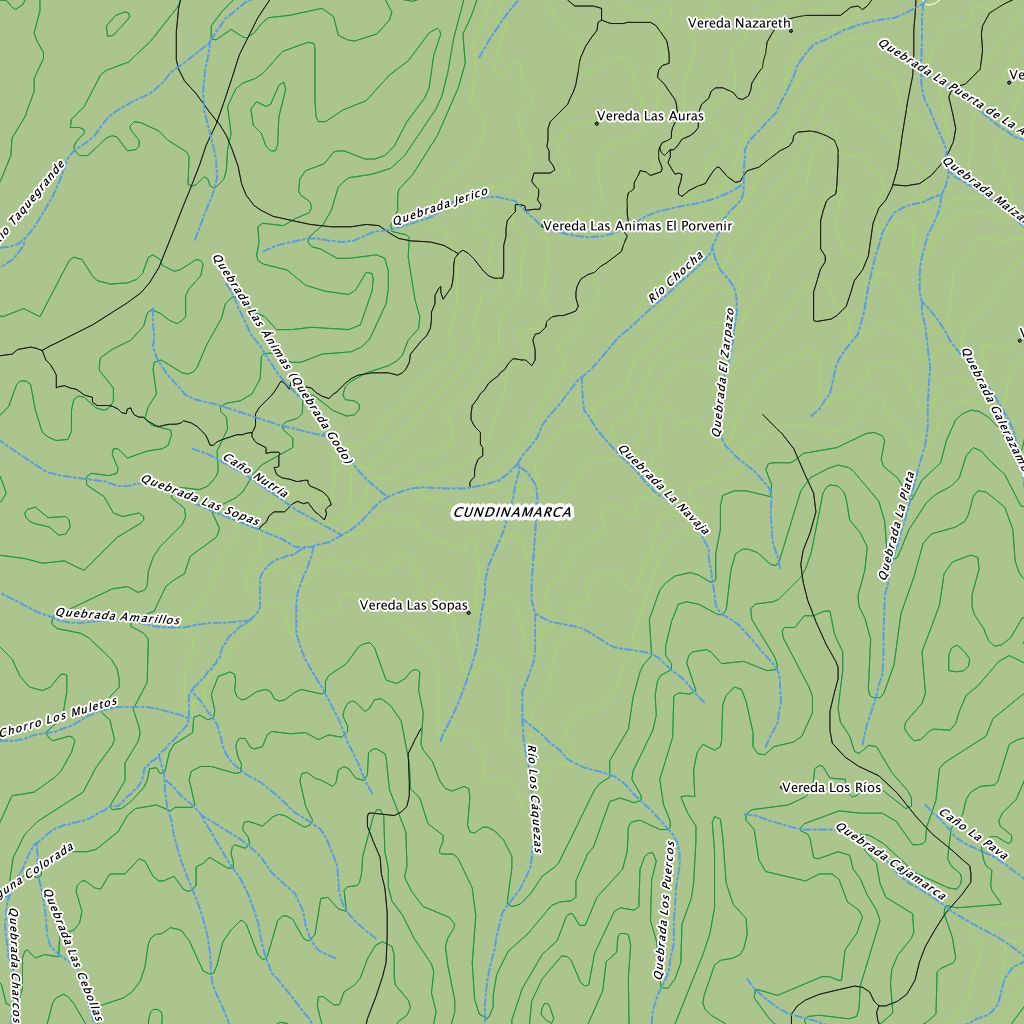 Vereda Nazareth
Quebrada La Puerta de La A
Ve
Vereda Las Auras
Quebrada Maiza
Taquegrande
Quebrada Jerico
Vereda Las Animas El Porvenir
Río Chocha
Quebrada Las Ánimas (Quebrada Godo)
Quebrada El Zarpazo
Quebrada Galerazam
Caño Nutria
Quebrada Las Sopas
Quebrada La Navaja
Quebrada La Plata
CUNDINAMARCA
Vereda Las Sopas
Quebrada Amarillos
Chorro Los Muletos
Río Los Cáquezas
Vereda Los Ríos
Caño La Pava
Quebrada Cajamarca
Quebrada Los Puercos
guna Colorada
Quebrada Las Cebollas
Quebrada Charcos